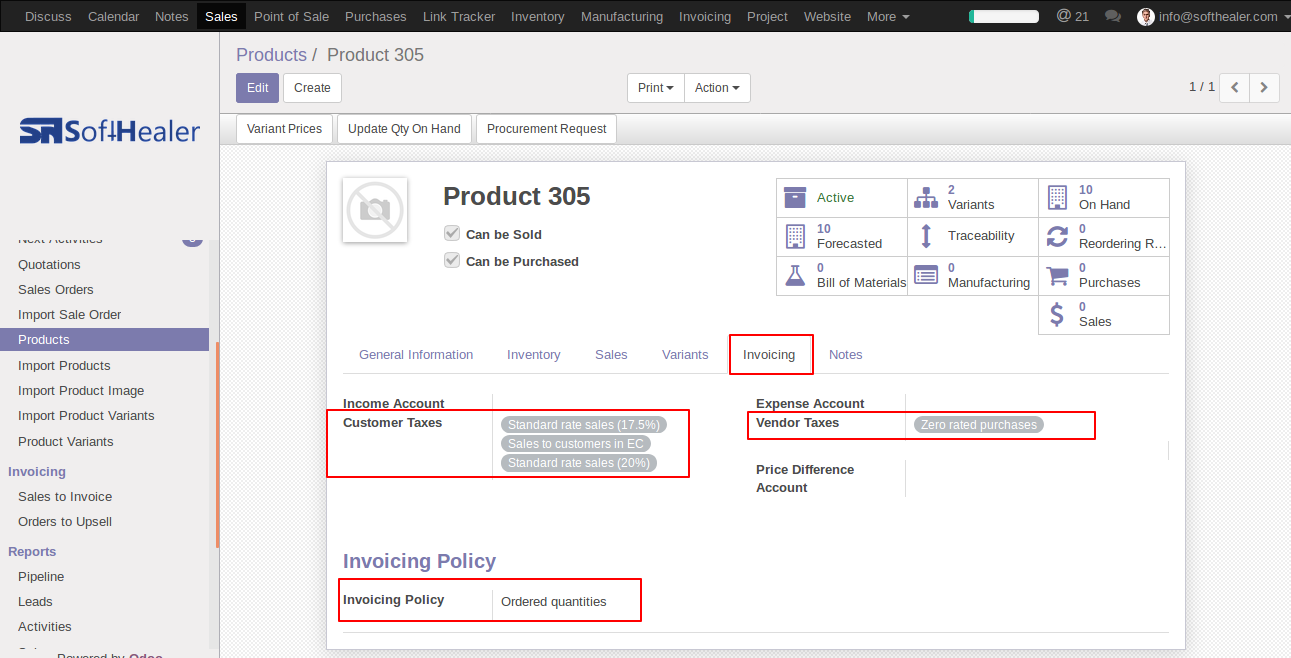 Discuss Calendar Notes Sales Point of Sale Purchases Link Tracker Inventory Manufacturing Invoicing Project Website More @ 21 info@softhealer.com
Products / Product 305
Edit Create Print Action 1 / 1
Variant Prices Update Qty On Hand Procurement Request
SoftHealer
Next Activities
Quotations
Sales Orders
Import Sale Order
Products
Import Products
Import Product Image
Import Product Variants
Product Variants
Invoicing
Sales to Invoice
Orders to Upsell
Reports
Pipeline
Leads
Activities
Powered by Odoo
Product 305
Can be Sold
Can be Purchased
Active
2
Variants
10
On Hand
10
Forecasted
Traceability
0
Reordering R...
0
Bill of Materials
0
Manufacturing
0
Purchases
0
Sales
General Information Inventory Sales Variants Invoicing Notes
Income Account
Customer Taxes
Standard rate sales (17.5%)
Sales to customers in EC
Standard rate sales (20%)
Expense Account
Vendor Taxes Zero rated purchases
Price Difference
Account
Invoicing Policy
Invoicing Policy Ordered quantities